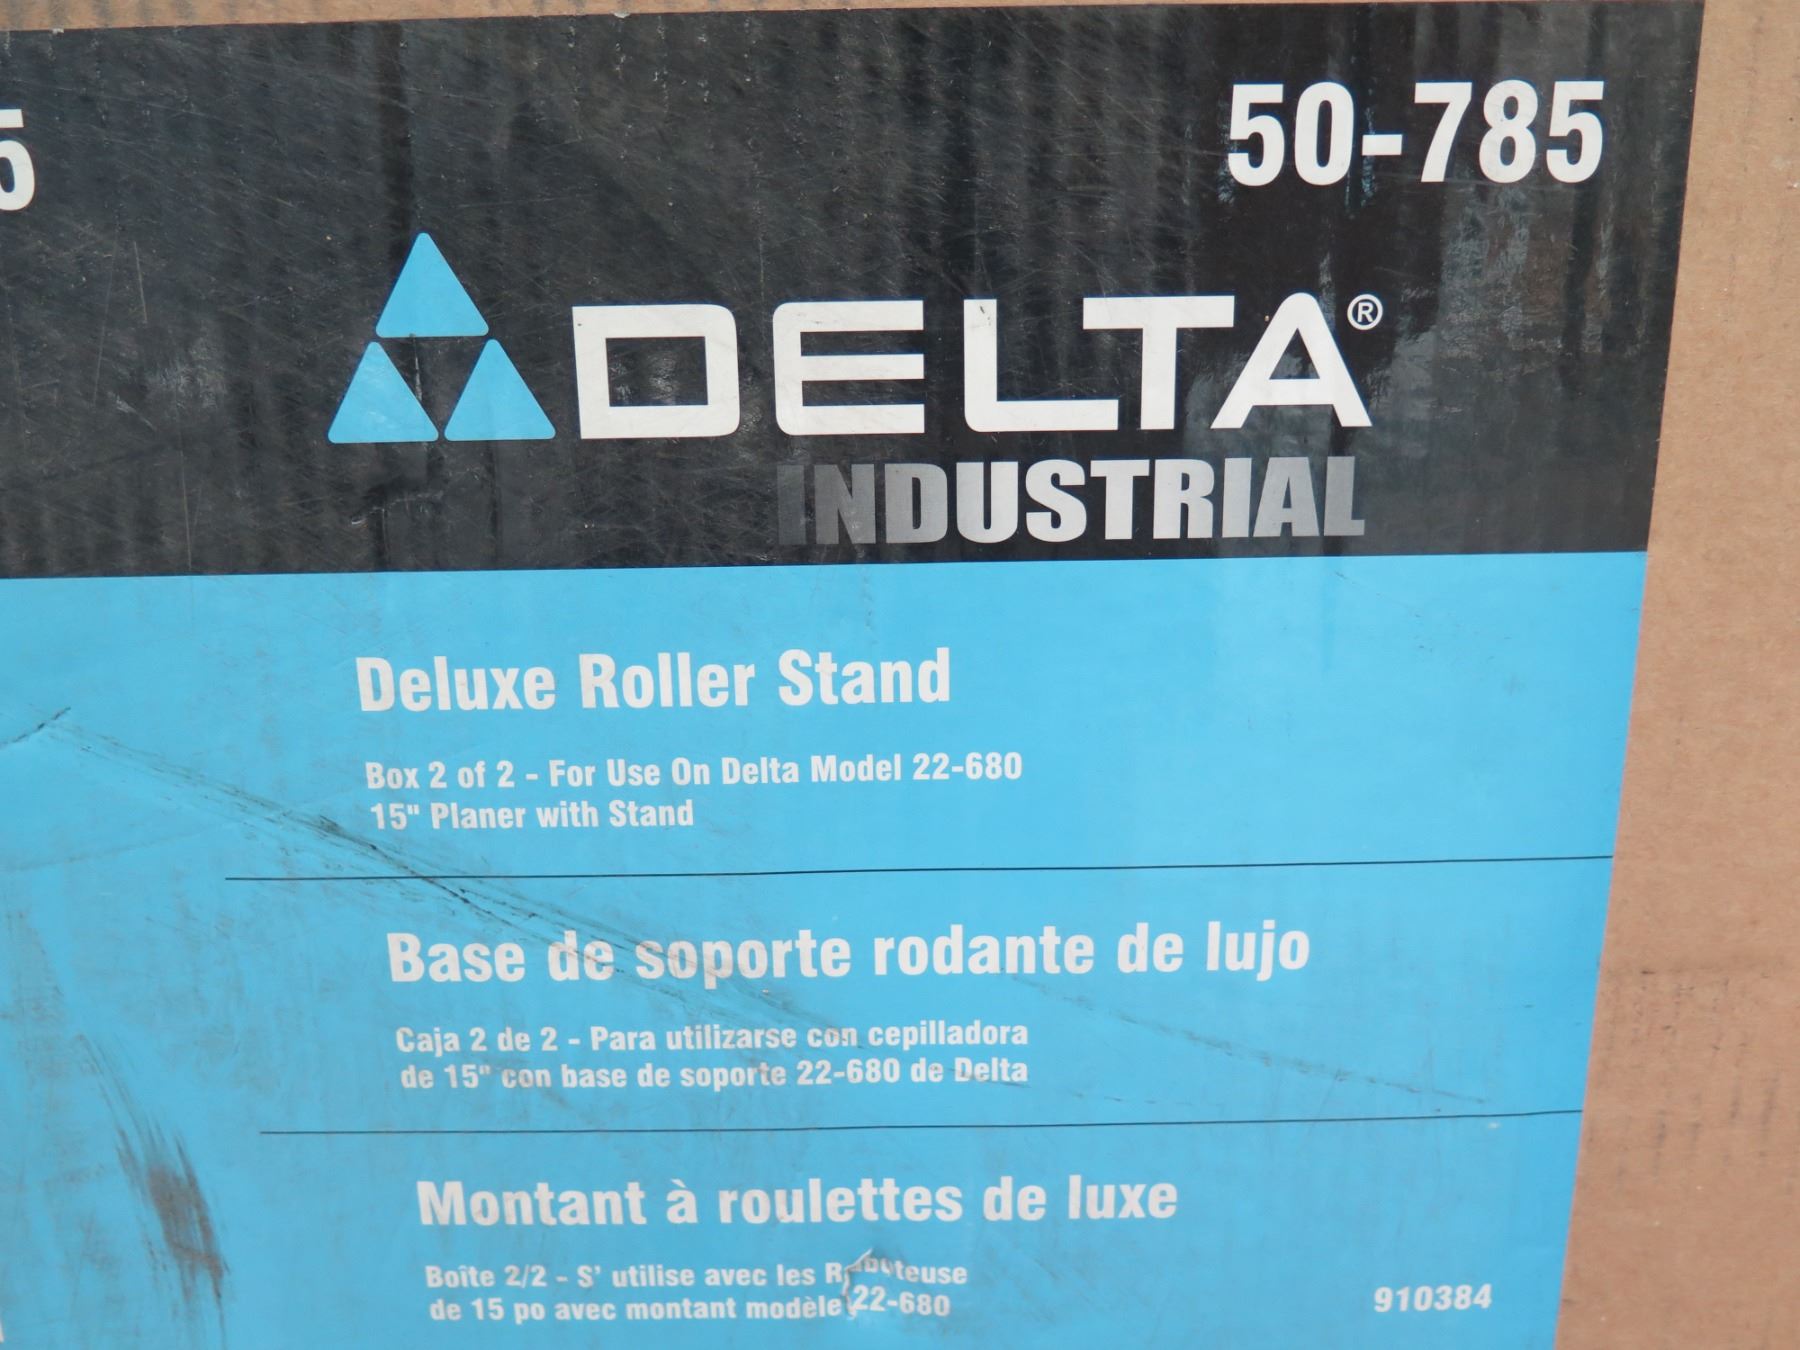 5
50-785
DELTA®
INDUSTRIAL
Deluxe Roller Stand
Box 2 of 2 - For Use On Delta Model 22-680
15" Planer with Stand
Base de soporte rodante de lujo
Caja 2 de 2 - Para utilizarse con cepilladora
de 15" con base de soporte 22-680 de Delta
Montant à roulettes de luxe
Boîte 2/2 - S' utilise avec les Raboteuse
de 15 po avec montant modèle 22-680
910384